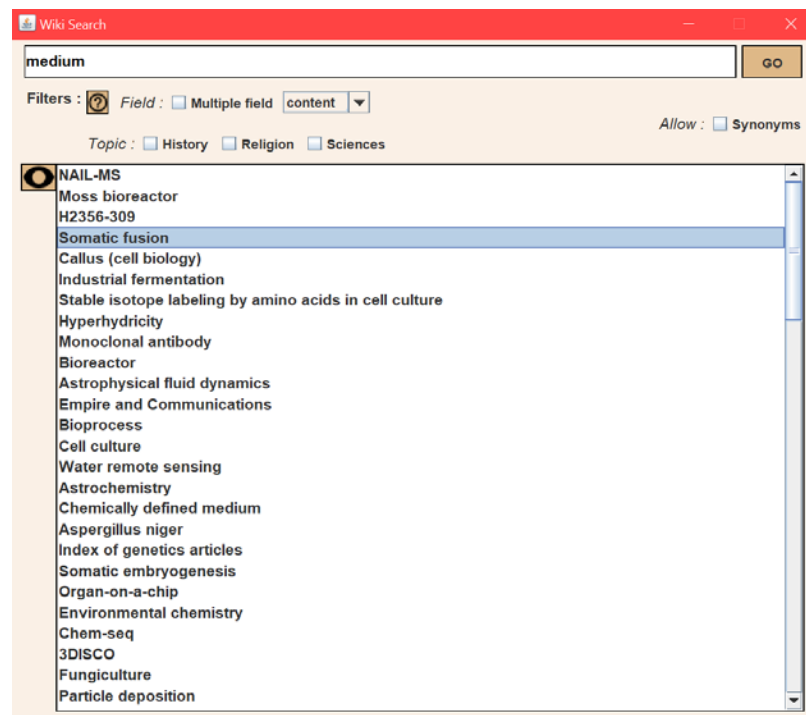 Wiki Search
medium
GO
Filters : ? Field : Multiple field content
Allow : Synonyms
Topic : History Religion Sciences
NAIL-MS
Moss bioreactor
H2356-309
Somatic fusion
Callus (cell biology)
Industrial fermentation
Stable isotope labeling by amino acids in cell culture
Hyperhydricity
Monoclonal antibody
Bioreactor
Astrophysical fluid dynamics
Empire and Communications
Bioprocess
Cell culture
Water remote sensing
Astrochemistry
Chemically defined medium
Aspergillus niger
Index of genetics articles
Somatic embryogenesis
Organ-on-a-chip
Environmental chemistry
Chem-seq
3DISCO
Fungiculture
Particle deposition